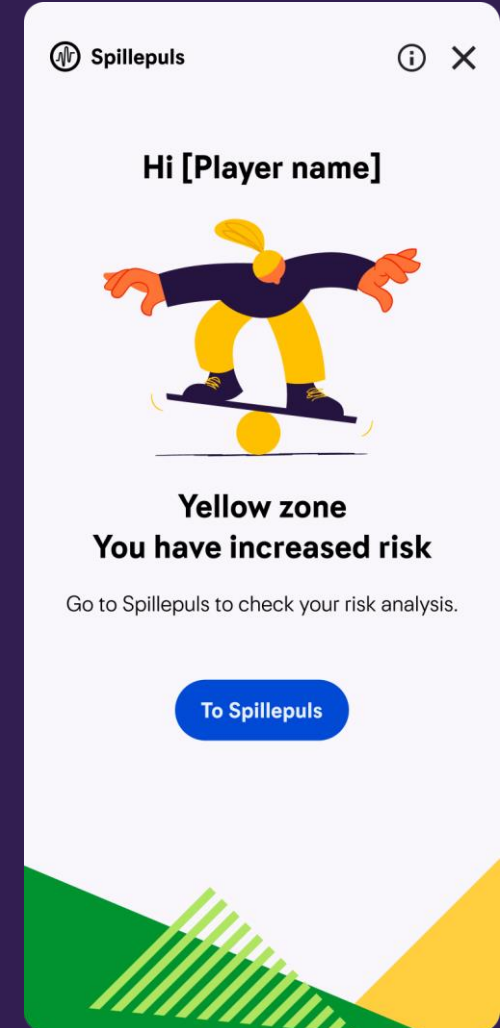 Spillepuls
Hi [Player name]
Yellow zone
You have increased risk
Go to Spillepuls to check your risk analysis.
To Spillepuls